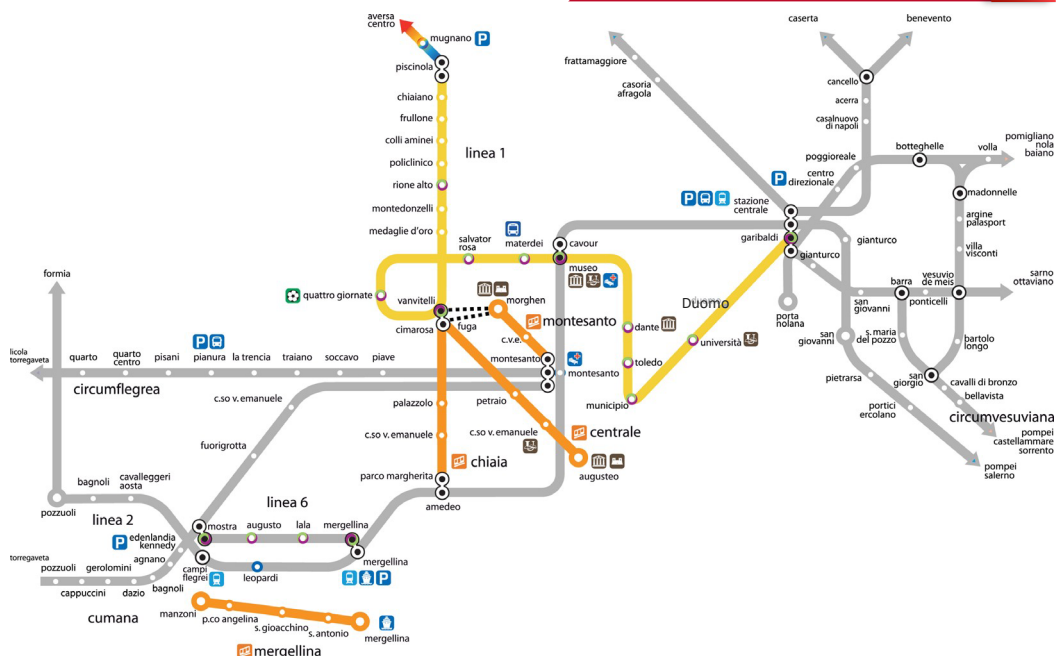 aversa
centro
mugnano
P
piscinola
chiaiano
frullone
colli aminei
policlinico
rione alto
montedonzelli
medaglie d'oro
linea 1
salvator
rosa
materdei
cavour
museo
quattro giornate
vanvitelli
cimarosa
fuga
morghen
montesanto
c.v.e.
montesanto
montesanto
dante
toledo
municipio
università
Duomo
caserta
benevento
frattamaggiore
casoria
afragola
cancello
acerra
casalnuovo
di napoli
poggioreale
botteghelle
volla
pomigliano
nola
baiano
P
centro
direzionale
P
stazione
centrale
garibaldi
gianturco
gianturco
madonnelle
argine
palasport
villa
visconti
porta
nolana
san
giovanni
barra
ponticelli
vesuvio
de meis
sarno
ottaviano
san
giovanni
s. maria
del pozzo
bartolo
longo
san
giorgio
cavalli di bronzo
bellavista
pietrarsa
portici
ercolano
circumvesuviana
pompei
castellammare
sorrento
pompei
salerno
formia
licola
torregaveta
quarto
quarto
centro
pisani
P
pianura
la trencia
traiano
soccavo
piave
circumflegrea
c.so v. emanuele
fuorigrotta
palazzolo
c.so v. emanuele
chiaia
parco margherita
amedeo
petraio
c.so v. emanuele
centrale
augusteo
bagnoli
cavalleggeri
aosta
pozzuoli
linea 2
linea 6
mostra
augusto
lala
mergellina
P
edenlandia
kennedy
agnano
campi
flegrei
leopardi
mergellina
P
torregaveta
pozzuoli
gerolomini
cappuccini
dazio
bagnoli
cumana
manzoni
p.co angelina
s. gioacchino
s. antonio
mergellina
mergellina